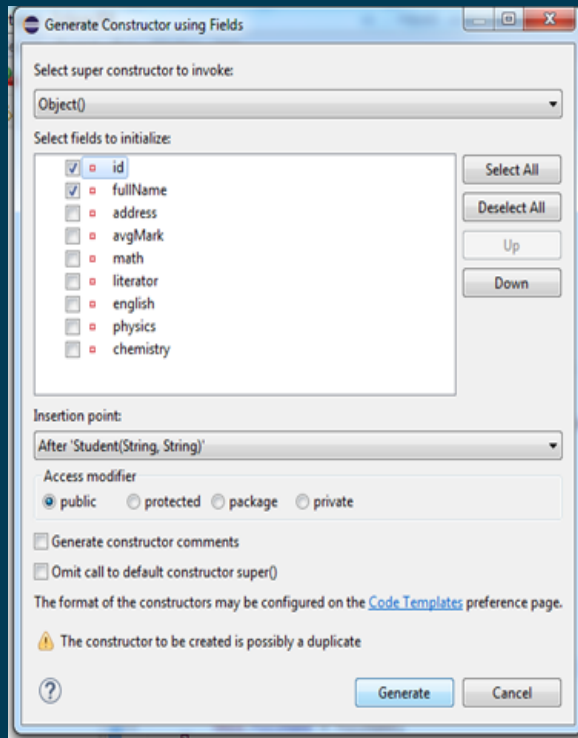 Generate Constructor using Fields
Select super constructor to invoke:
Object()
Select fields to initialize:
id
fullName
address
avgMark
math
literator
english
physics
chemistry
Select All
Deselect All
Up
Down
Insertion point:
After 'Student(String, String)'
Access modifier
public protected package private
Generate constructor comments
Omit call to default constructor super()
The format of the constructors may be configured on the Code Templates preference page.
The constructor to be created is possibly a duplicate
? Generate Cancel